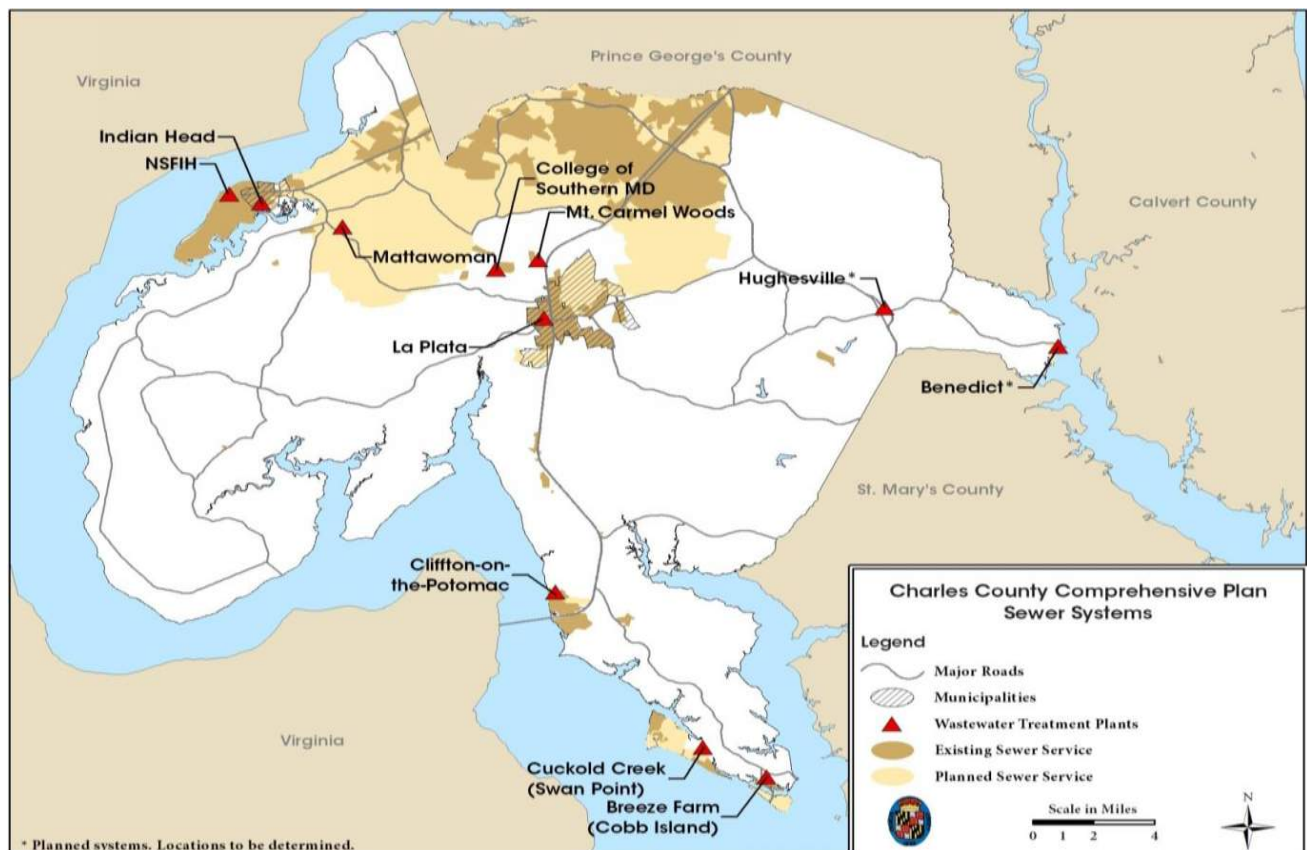 Prince George's County
Virginia
Indian Head
NSFIH
College of
Southern MD
Mt. Carmel Woods
Calvert County
Mattawoman
Hughesville*
La Plata
Benedict*
St. Mary's County
Cliffton-on-
the-Potomac
Virginia
Cuckold Creek
(Swan Point)
Breeze Farm
(Cobb Island)
* Planned systems. Locations to be determined.
Charles County Comprehensive Plan
Sewer Systems
Legend
Major Roads
Municipalities
Wastewater Treatment Plants
Existing Sewer Service
Planned Sewer Service
Scale in Miles
0 1 2 4
N